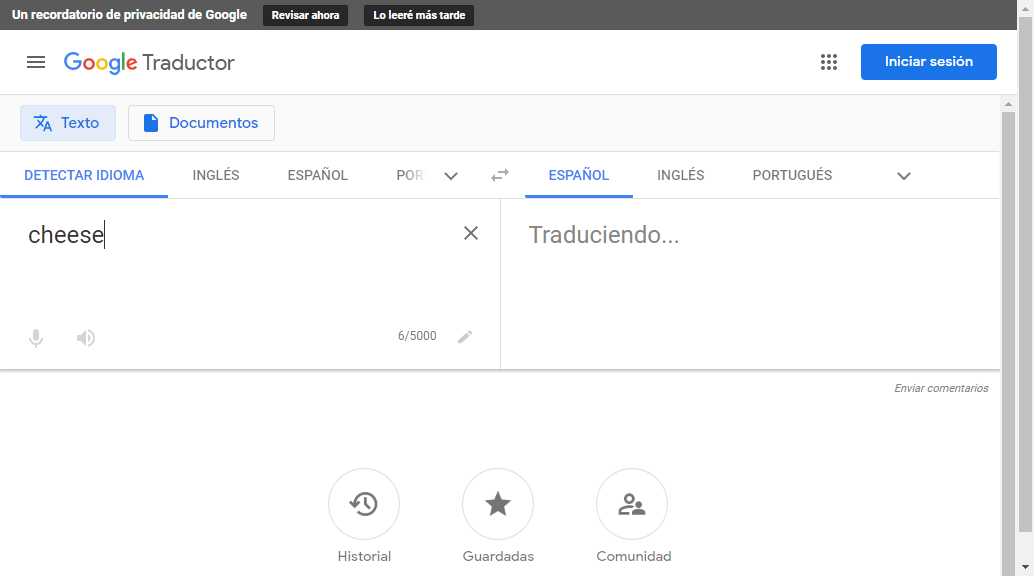 Un recordatorio de privacidad de Google Revisar ahora Lo leeré más tarde
Google Traductor Iniciar sesión
Texto Documentos
DETECTAR IDIOMA INGLÉS ESPAÑOL POR ESPAÑOL INGLÉS PORTUGUÉS
cheese Traduciendo...
6/5000
Enviar comentarios
Historial Guardadas Comunidad